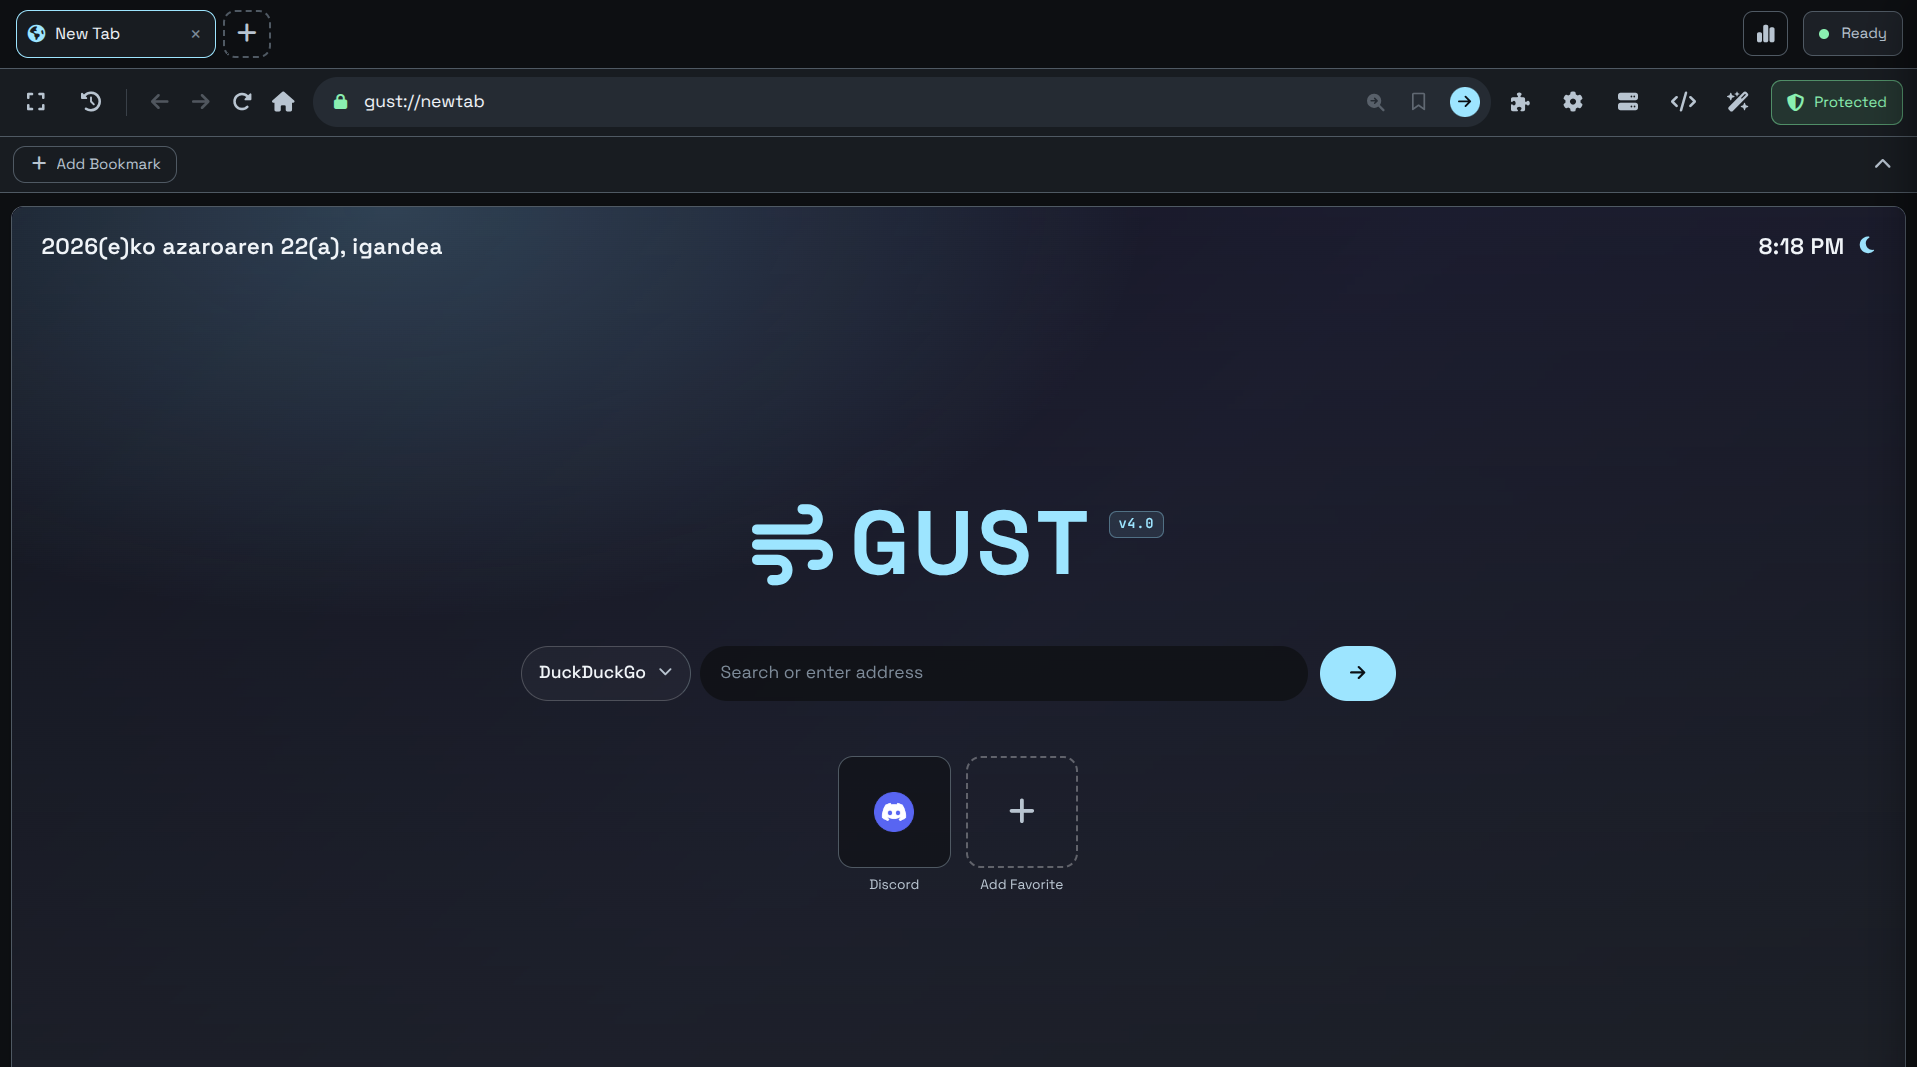 New Tab
Ready
gust://newtab
Protected
Add Bookmark
2026(e)ko azaroaren 22(a), igandea
8:18 PM
GUST
v4.0
DuckDuckGo
Search or enter address
Discord
Add Favorite